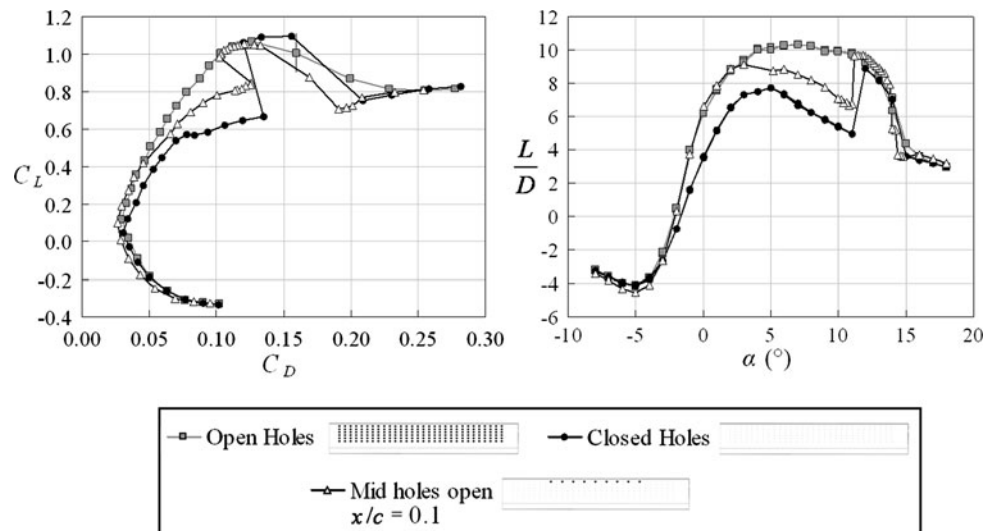 1.2
1.0
0.8
0.6
0.4
0.2
0.0
-0.2
-0.4
C_L
0.00 0.05 0.10 0.15 0.20 0.25 0.30
C_D
12
10
8
6
4
2
0
-2
-4
-6
L/D
-10 -5 0 5 10 15 20
α (°)
Open Holes
Closed Holes
Mid holes open
x/c = 0.1